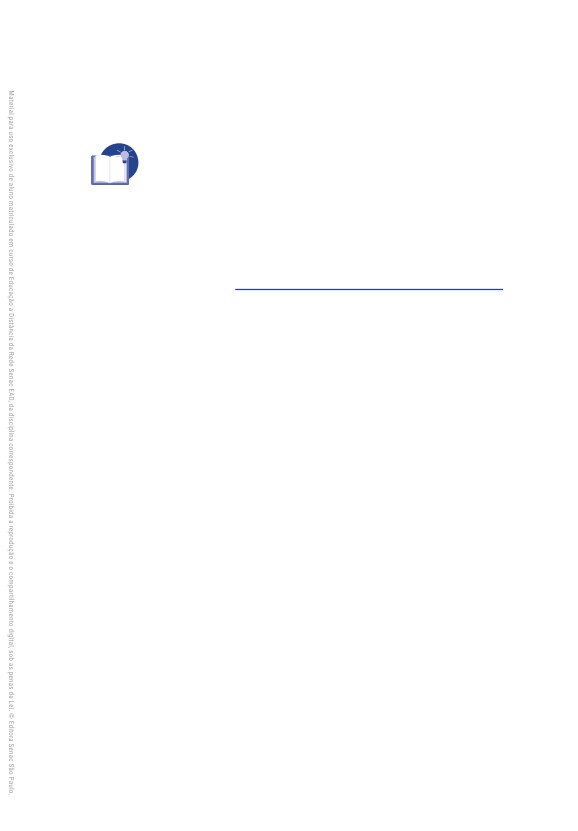 Material para uso exclusivo de aluno matriculado em curso de Educação a Distância da Rede Senac EAD, da disciplina correspondente. Proibida a reprodução e o compartilhamento digital, sob as penas da Lei. © Editora Senac São Paulo.